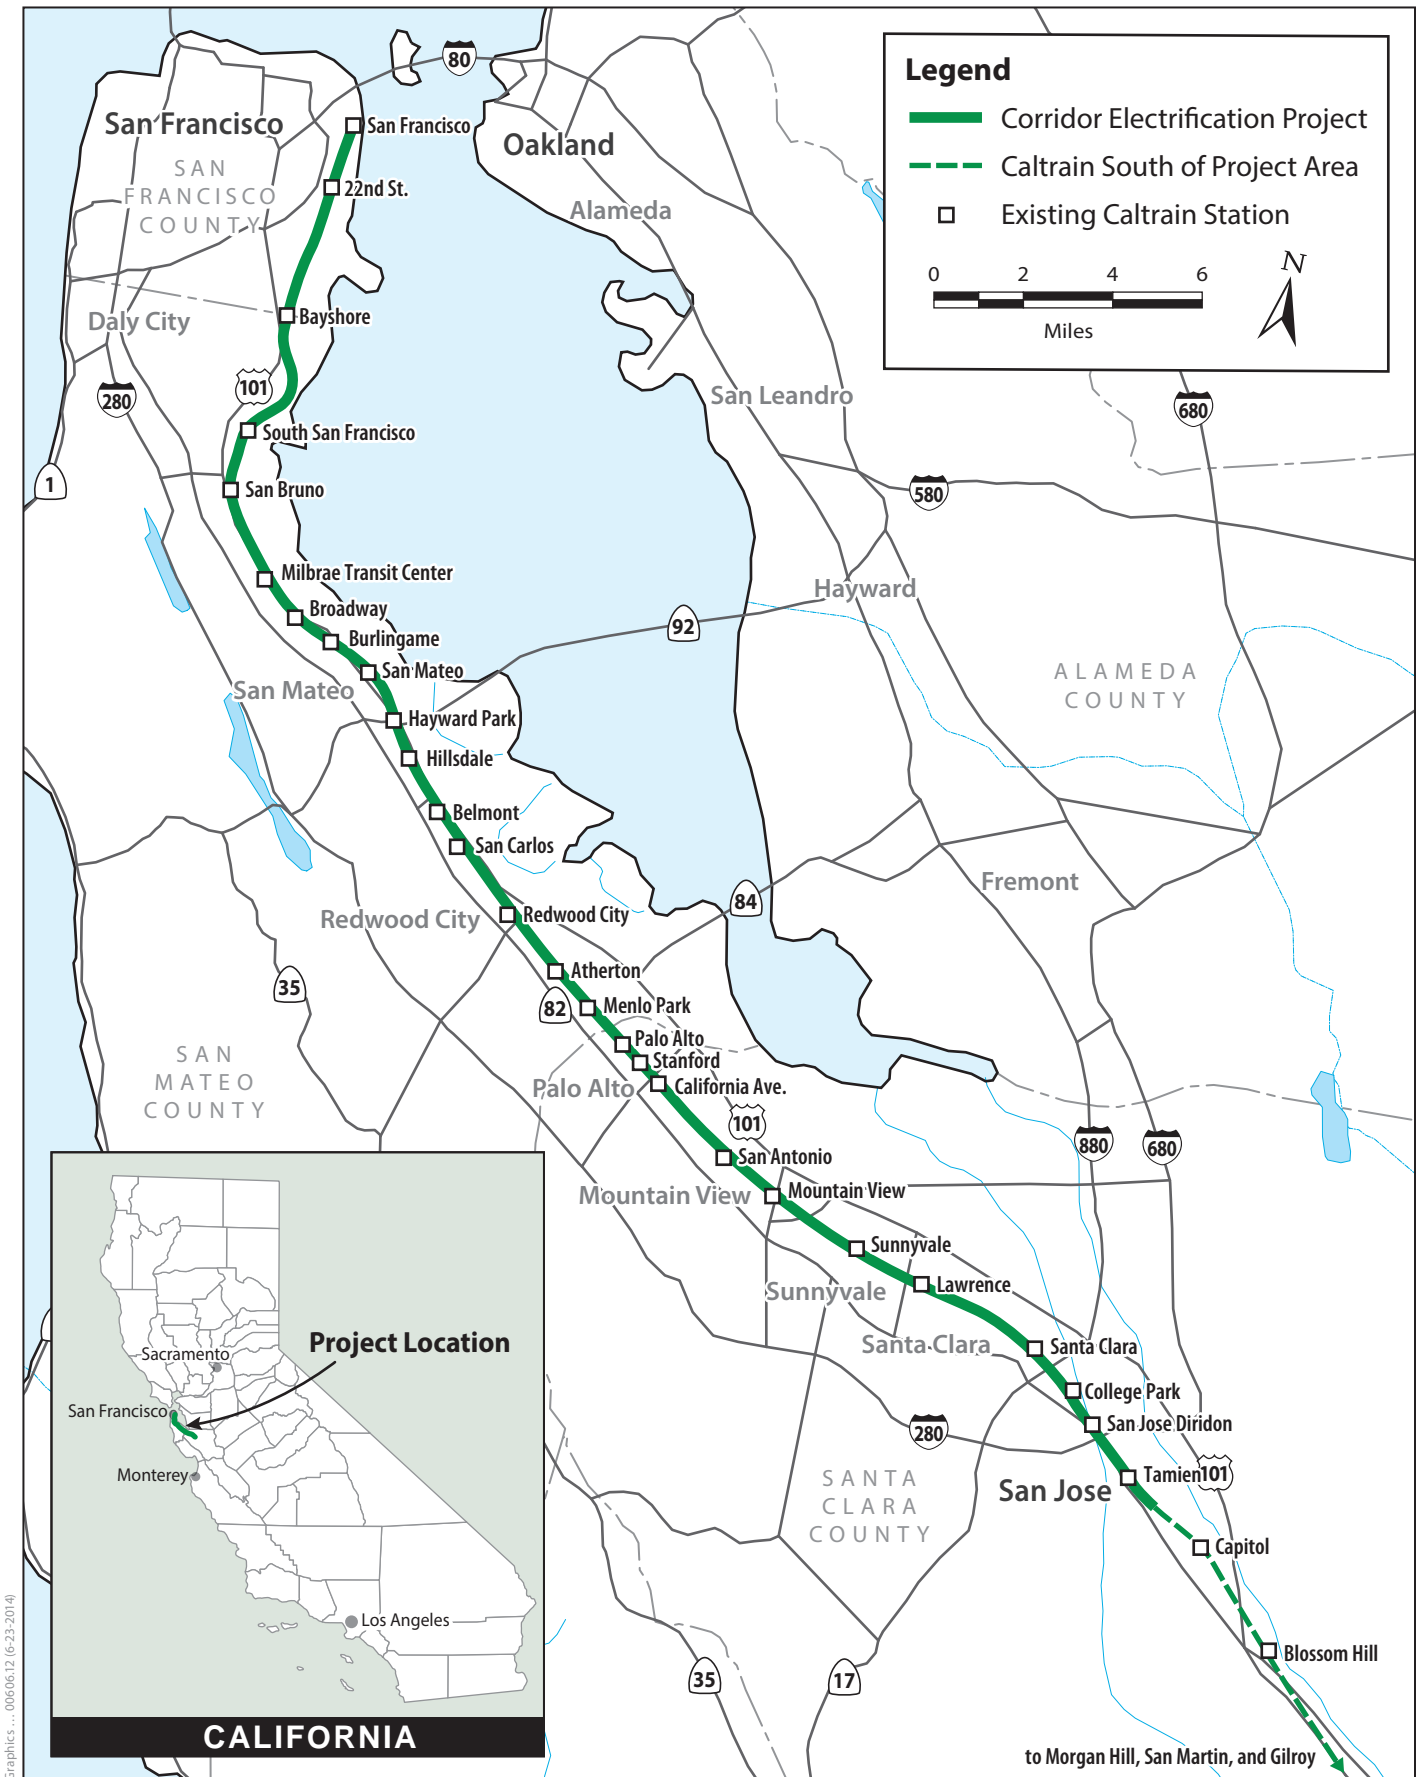 80
San Francisco
San Francisco
Oakland
SAN
FRANCISCO
COUNTY
22nd St.
Alameda
Legend
Corridor Electrification Project
Caltrain South of Project Area
Existing Caltrain Station
0 2 4 6
Miles
N
Bayshore
Daly City
101
280
San Leandro
680
South San Francisco
1
San Bruno
580
Milbrae Transit Center
Hayward
Broadway
92
Burlingame
San Mateo
San Mateo
ALAMEDA
COUNTY
Hayward Park
Hillsdale
Belmont
San Carlos
Fremont
84
Redwood City
Redwood City
Atherton
35
82
Menlo Park
Palo Alto
Stanford
SAN
MATEO
COUNTY
Palo Alto
California Ave.
101
880
680
San Antonio
Mountain View
Mountain View
Sunnyvale
Sunnyvale
Lawrence
Santa Clara
Santa Clara
College Park
San Jose Diridon
280
SANTA
CLARA
COUNTY
San Jose
Tamien
101
Capitol
Blossom Hill
35
17
to Morgan Hill, San Martin, and Gilroy
Project Location
Sacramento
San Francisco
Monterey
Los Angeles
CALIFORNIA
Graphics ... 00606.12 (6-23-2014)